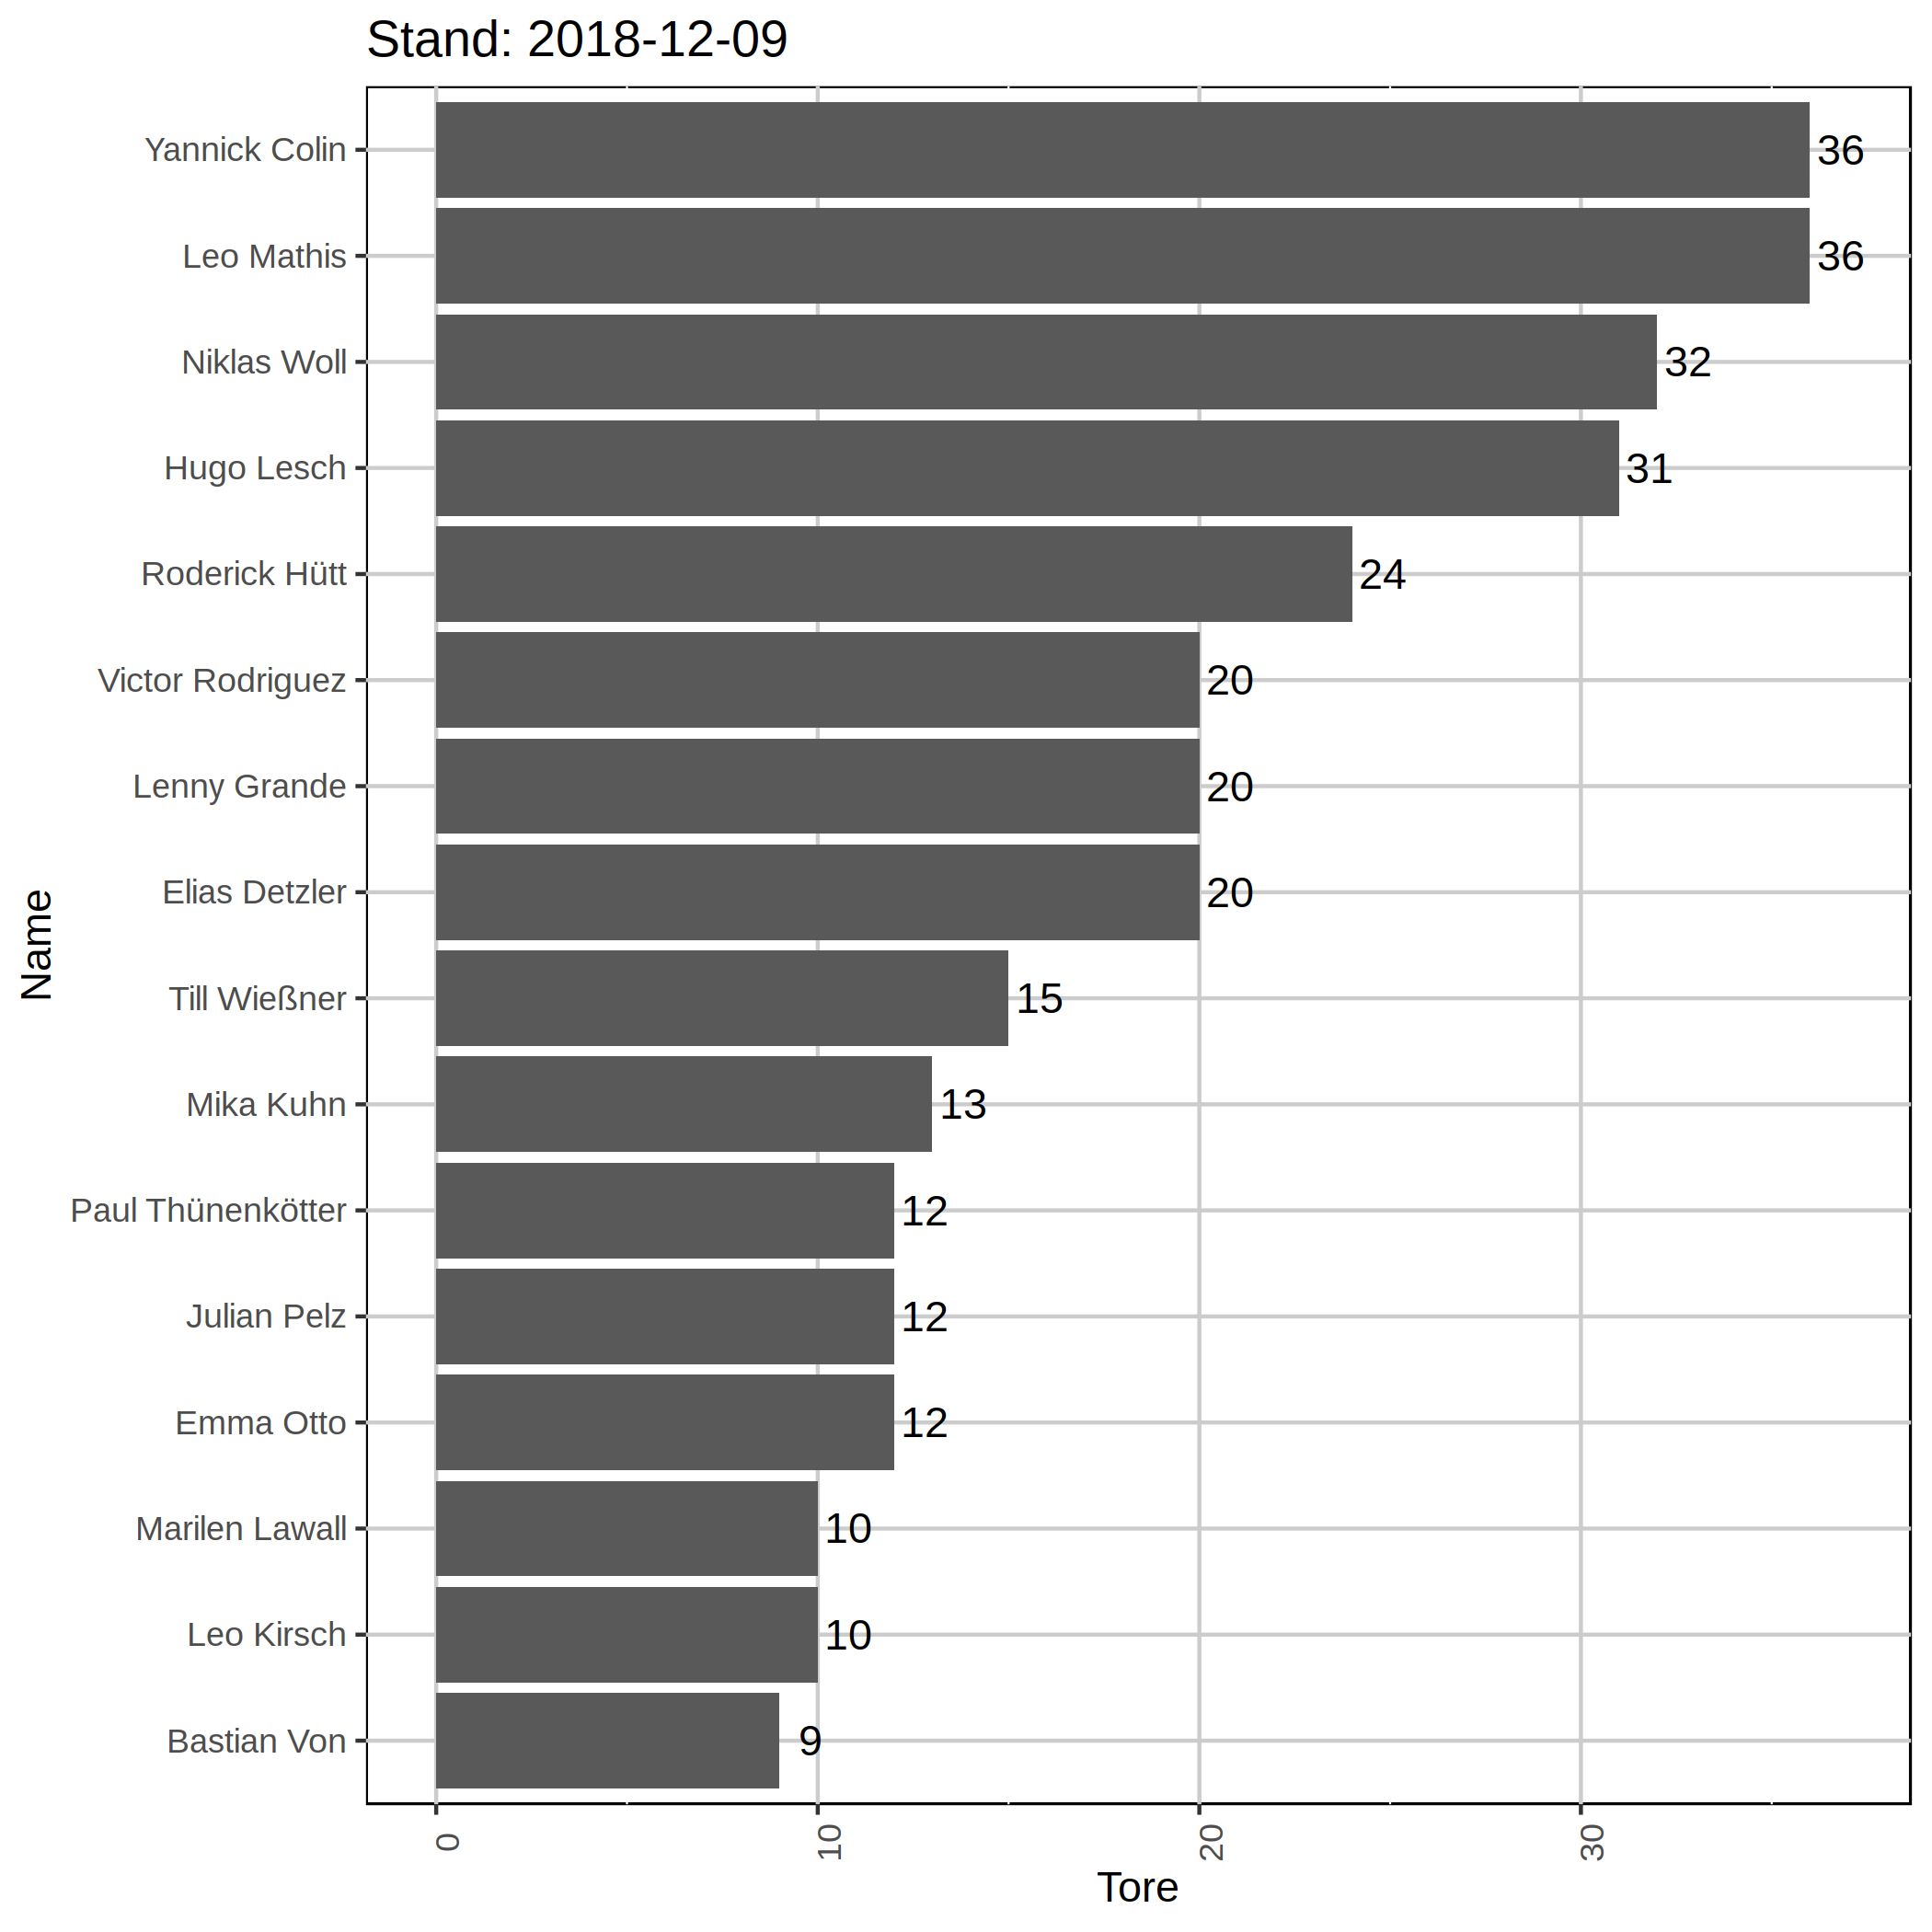 Stand: 2018-12-09
Yannick Colin 36
Leo Mathis 36
Niklas Woll 32
Hugo Lesch 31
Roderick Hütt 24
Victor Rodriguez 20
Lenny Grande 20
Elias Detzler 20
Till Wießner 15
Mika Kuhn 13
Paul Thünenkötter 12
Julian Pelz 12
Emma Otto 12
Marilen Lawall 10
Leo Kirsch 10
Bastian Von 9
Name
0 10 20 30
Tore